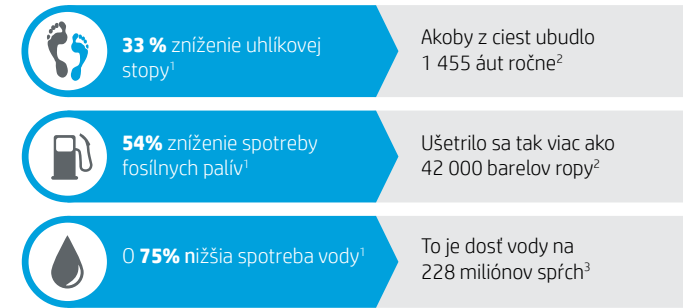 33 % zníženie uhlíkovej
stopy¹
Akoby z ciest ubudlo
1 455 áut ročne²
54% zníženie spotreby
fosílnych palív¹
Ušetrilo sa tak viac ako
42 000 barelov ropy²
O 75% nižšia spotreba vody¹
To je dosť vody na
228 miliónov spŕch³